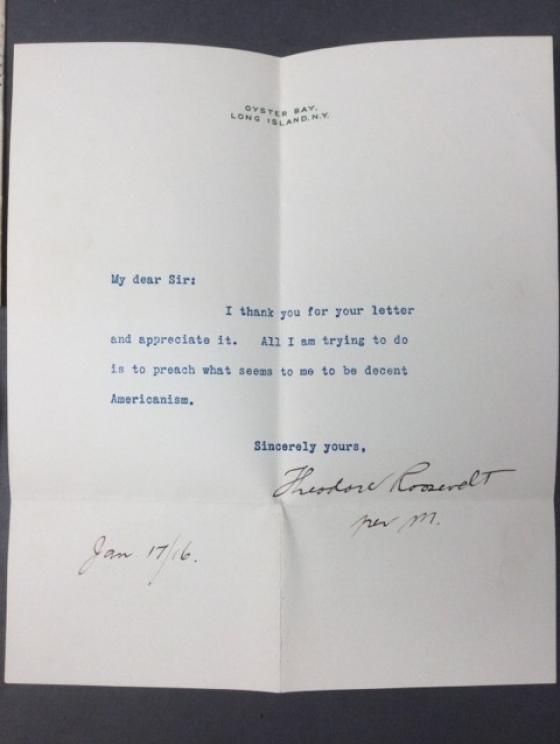 OYSTER BAY,
LONG ISLAND, N.Y.
My dear Sir:
I thank you for your letter
and appreciate it. All I am trying to do
is to preach what seems to me to be decent
Americanism.
Sincerely yours,
Theodore Roosevelt
per M.
Jan. 17/16.